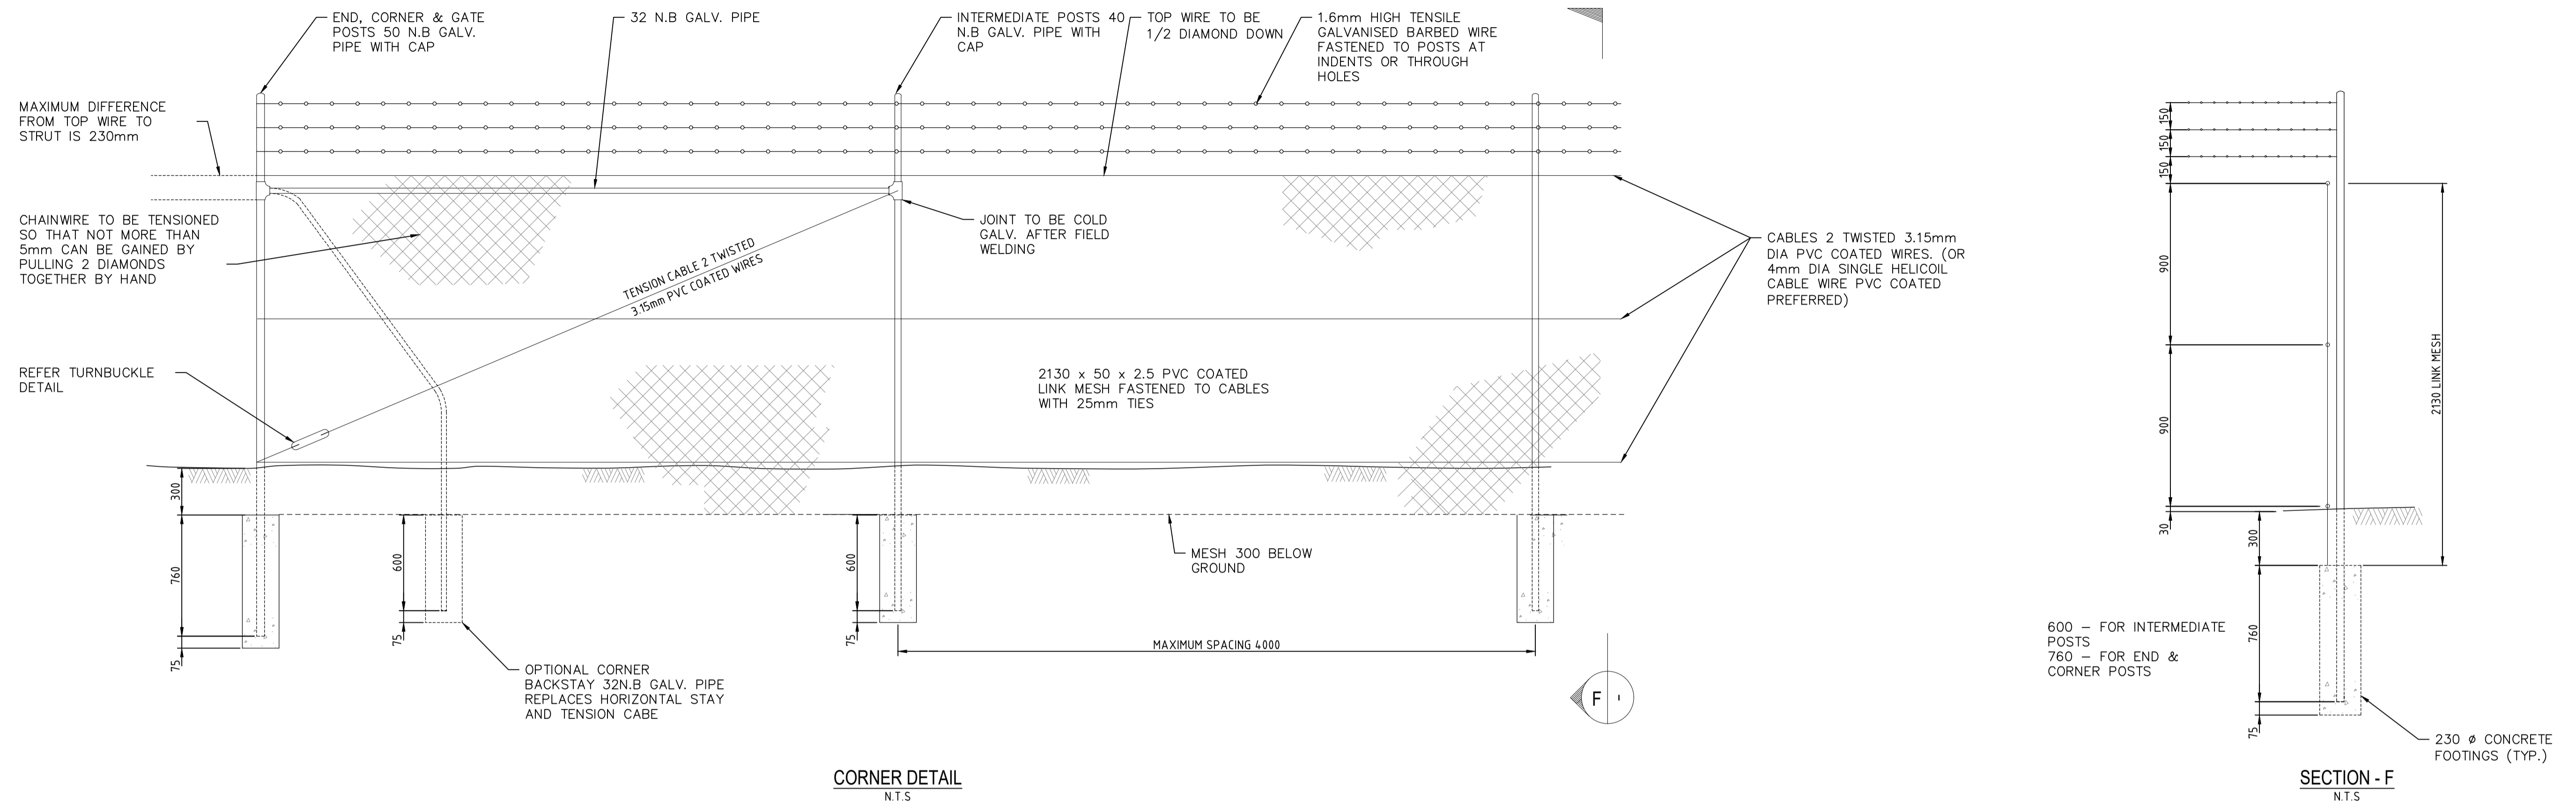 END, CORNER & GATE
POSTS 50 N.B GALV.
PIPE WITH CAP
32 N.B GALV. PIPE
INTERMEDIATE POSTS 40
N.B GALV. PIPE WITH
CAP
TOP WIRE TO BE
1/2 DIAMOND DOWN
1.6mm HIGH TENSILE
GALVANISED BARBED WIRE
FASTENED TO POSTS AT
INDENTS OR THROUGH
HOLES
MAXIMUM DIFFERENCE
FROM TOP WIRE TO
STRUT IS 230mm
CHAINWIRE TO BE TENSIONED
SO THAT NOT MORE THAN
5mm CAN BE GAINED BY
PULLING 2 DIAMONDS
TOGETHER BY HAND
TENSION CABLE 2 TWISTED
3.15mm PVC COATED WIRES
JOINT TO BE COLD
GALV. AFTER FIELD
WELDING
CABLES 2 TWISTED 3.15mm
DIA PVC COATED WIRES. (OR
4mm DIA SINGLE HELICOIL
CABLE WIRE PVC COATED
PREFERRED)
REFER TURNBUCKLE
DETAIL
2130 x 50 x 2.5 PVC COATED
LINK MESH FASTENED TO CABLES
WITH 25mm TIES
300
760
75
600
75
600
75
MESH 300 BELOW
GROUND
MAXIMUM SPACING 4000
OPTIONAL CORNER
BACKSTAY 32N.B GALV. PIPE
REPLACES HORIZONTAL STAY
AND TENSION CABE
F
-
CORNER DETAIL
N.T.S
150
150
150
900
900
30
2130 LINK MESH
300
760
75
600 – FOR INTERMEDIATE
POSTS
760 – FOR END &
CORNER POSTS
230 ø CONCRETE
FOOTINGS (TYP.)
SECTION - F
N.T.S